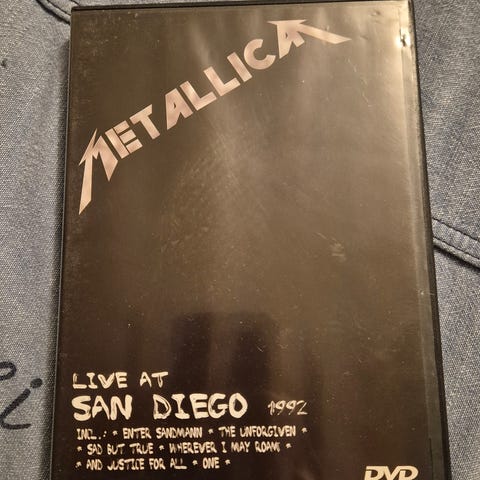 METALLICA
LIVE AT
SAN DIEGO 1992
INCL.: * ENTER SANDMANN * THE UNFORGIVEN *
* SAD BUT TRUE * WHEREVER I MAY ROAM *
* AND JUSTICE FOR ALL * ONE *
DVD